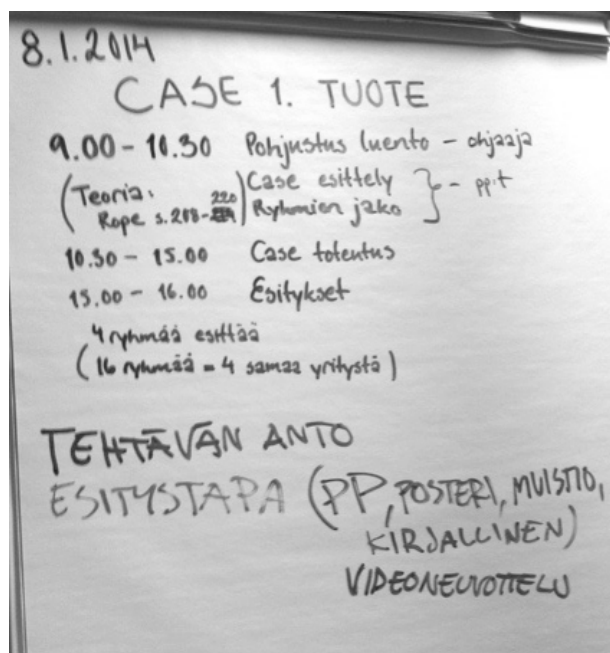 8.1.2014
CASE 1. TUOTE
9.00 - 10.30 Pohjustus luento - ohjaaja
(Teoria: Case esittely } - pp:t
Rope s. 208-220) Ryhmien jako
10.30 - 15.00 Case toteutus
15.00 - 16.00 Esitykset
4 ryhmää esittää
(16 ryhmää = 4 samaa yritystä)
TEHTÄVÄN ANTO
ESITYSTAPA (PP, POSTERI, MUISTIO,
KIRJALLINEN)
VIDEONEUVOTTELU